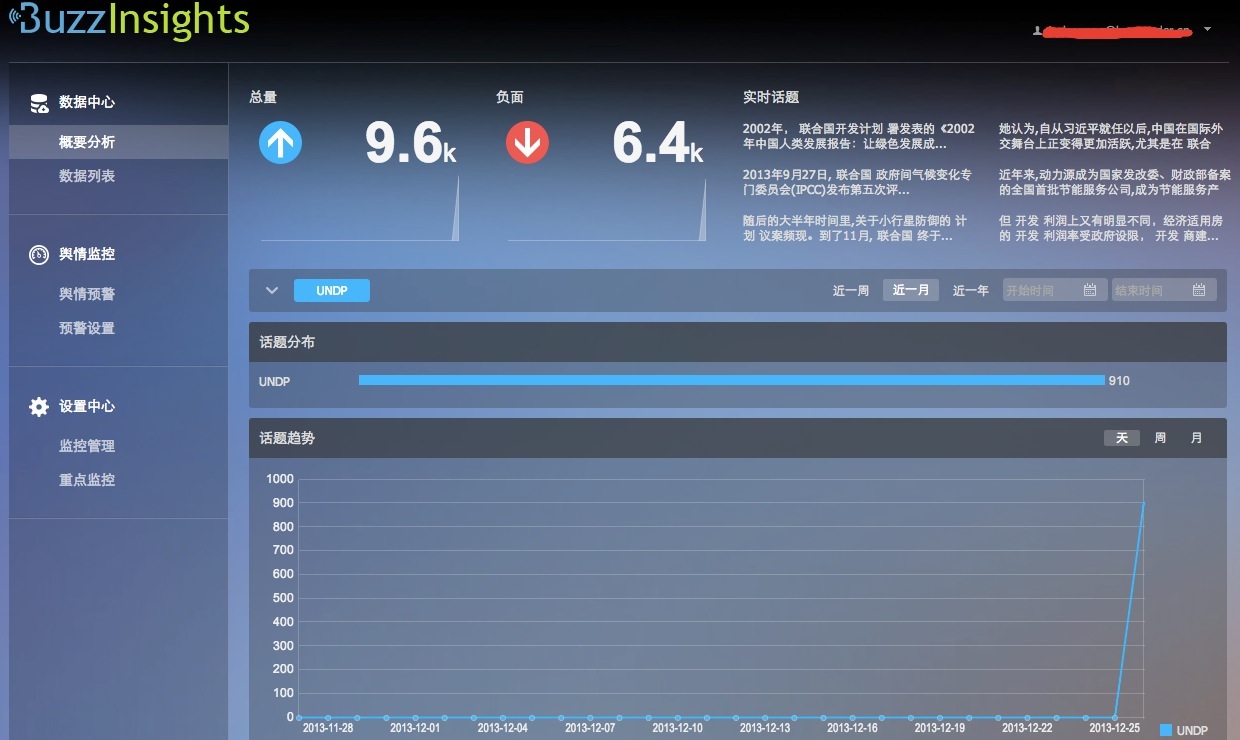 BuzzInsights
数据中心
概要分析
数据列表
舆情监控
舆情预警
预警设置
设置中心
监控管理
重点监控
总量
9.6k
负面
6.4k
实时话题
2002年， 联合国开发计划 署发表的《2002
年中国人类发展报告：让绿色发展成...
2013年9月27日, 联合国 政府间气候变化专
门委员会(IPCC)发布第五次评...
随后的大半年时间里,关于小行星防御的 计
划 议案频现。到了11月, 联合国 终于...
她认为,自从习近平就任以后,中国在国际外
交舞台上正变得更加活跃,尤其是在 联合
近年来,动力源成为国家发改委、财政部备案
的全国首批节能服务公司,成为节能服务产
但 开发 利润上又有明显不同，经济适用房
的 开发 利润率受政府设限， 开发 商建...
UNDP
近一周
近一月
近一年
开始时间
结束时间
话题分布
UNDP
910
话题趋势
天
周
月
1000
900
800
700
600
500
400
300
200
100
0
2013-11-28
2013-12-01
2013-12-04
2013-12-07
2013-12-10
2013-12-13
2013-12-16
2013-12-19
2013-12-22
2013-12-25
UNDP